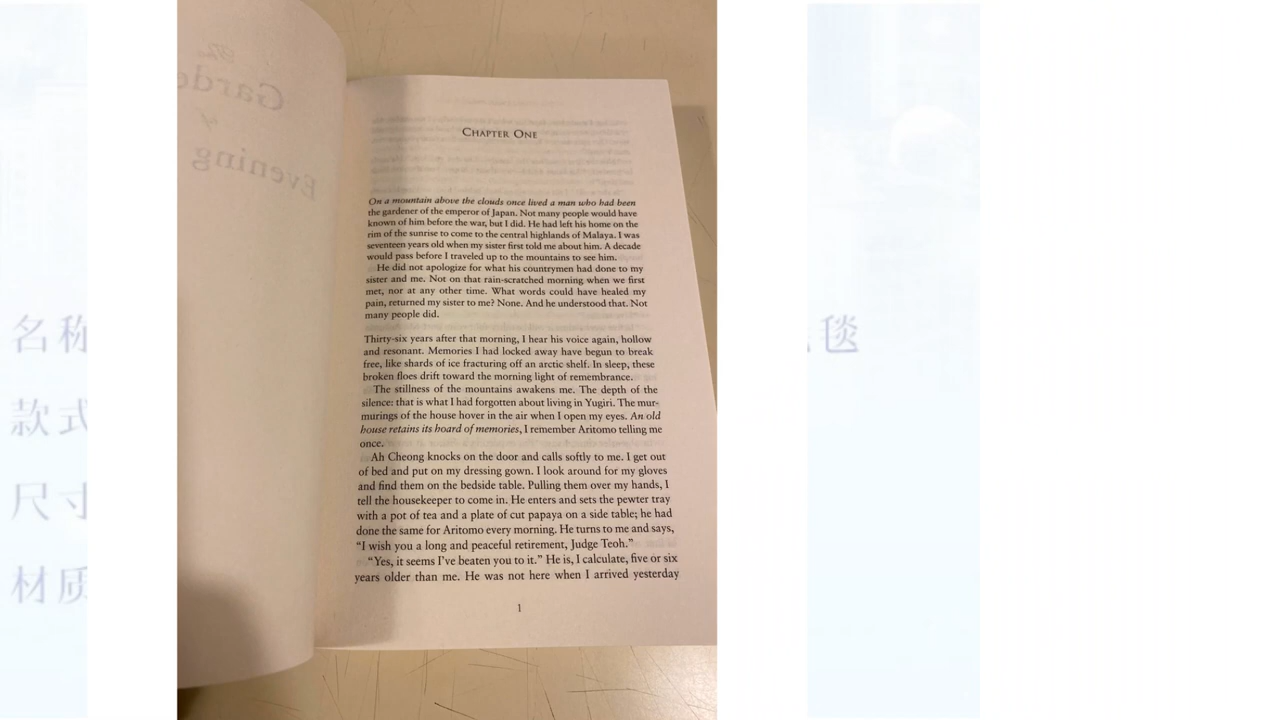 名称
款式
尺寸
材质
毯
The
Garde
of
Evening
CHAPTER ONE
On a mountain above the clouds once lived a man who had been
the gardener of the emperor of Japan. Not many people would have
known of him before the war, but I did. He had left his home on the
rim of the sunrise to come to the central highlands of Malaya. I was
seventeen years old when my sister first told me about him. A decade
would pass before I traveled up to the mountains to see him.
He did not apologize for what his countrymen had done to my
sister and me. Not on that rain-scratched morning when we first
met, nor at any other time. What words could have healed my
pain, returned my sister to me? None. And he understood that. Not
many people did.
Thirty-six years after that morning, I hear his voice again, hollow
and resonant. Memories I had locked away have begun to break
free, like shards of ice fracturing off an arctic shelf. In sleep, these
broken floes drift toward the morning light of remembrance.
The stillness of the mountains awakens me. The depth of the
silence: that is what I had forgotten about living in Yugiri. The mur-
murings of the house hover in the air when I open my eyes. An old
house retains its hoard of memories, I remember Aritomo telling me
once.
Ah Cheong knocks on the door and calls softly to me. I get out
of bed and put on my dressing gown. I look around for my gloves
and find them on the bedside table. Pulling them over my hands, I
tell the housekeeper to come in. He enters and sets the pewter tray
with a pot of tea and a plate of cut papaya on a side table; he had
done the same for Aritomo every morning. He turns to me and says,
“I wish you a long and peaceful retirement, Judge Teoh.”
“Yes, it seems I’ve beaten you to it.” He is, I calculate, five or six
years older than me. He was not here when I arrived yesterday
1